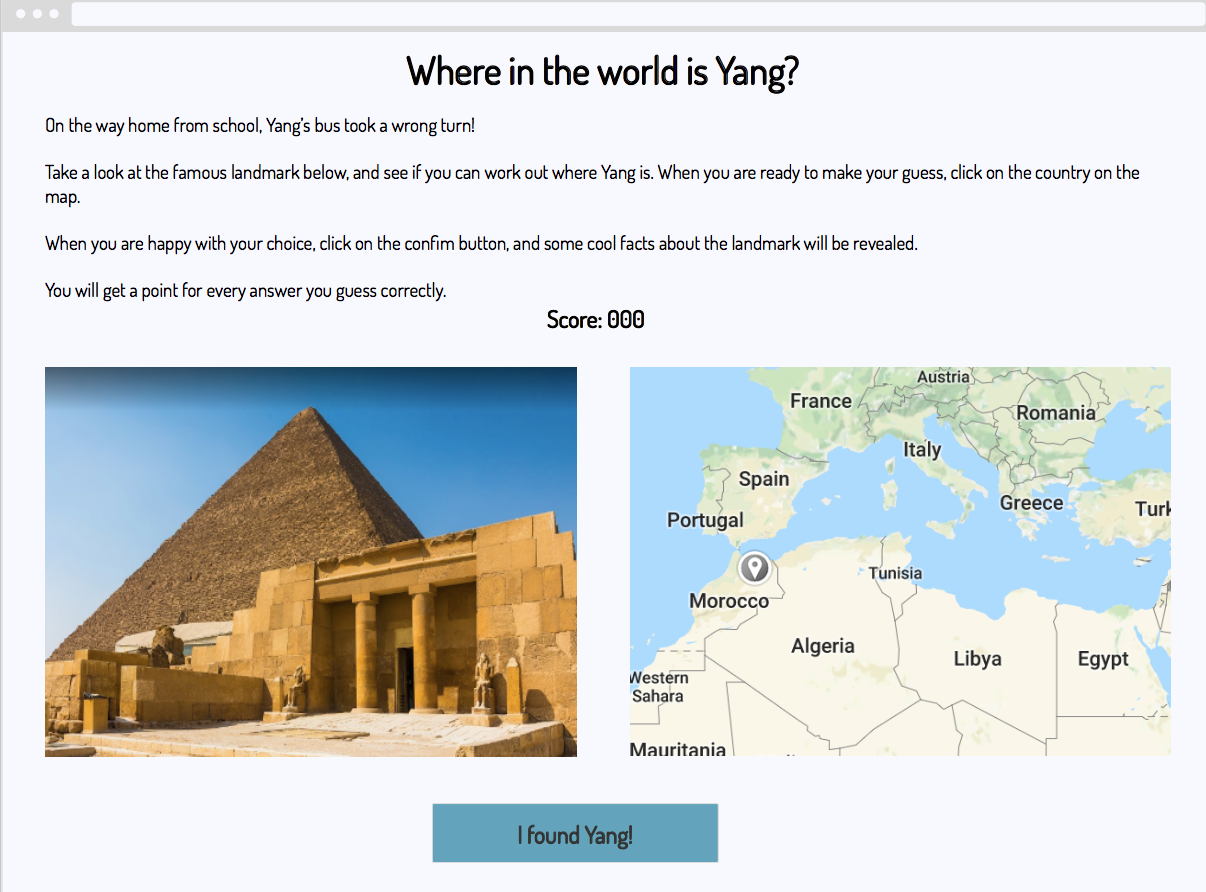 Where in the world is Yang?
On the way home from school, Yang's bus took a wrong turn!
Take a look at the famous landmark below, and see if you can work out where Yang is. When you are ready to make your guess, click on the country on the
map.
When you are happy with your choice, click on the confim button, and some cool facts about the landmark will be revealed.
You will get a point for every answer you guess correctly.
Score: 000
Austria
France
Romania
Italy
Spain
Greece
Turk
Portugal
Tunisia
Morocco
Algeria
Libya
Egypt
Western
Sahara
Mauritania
I found Yang!